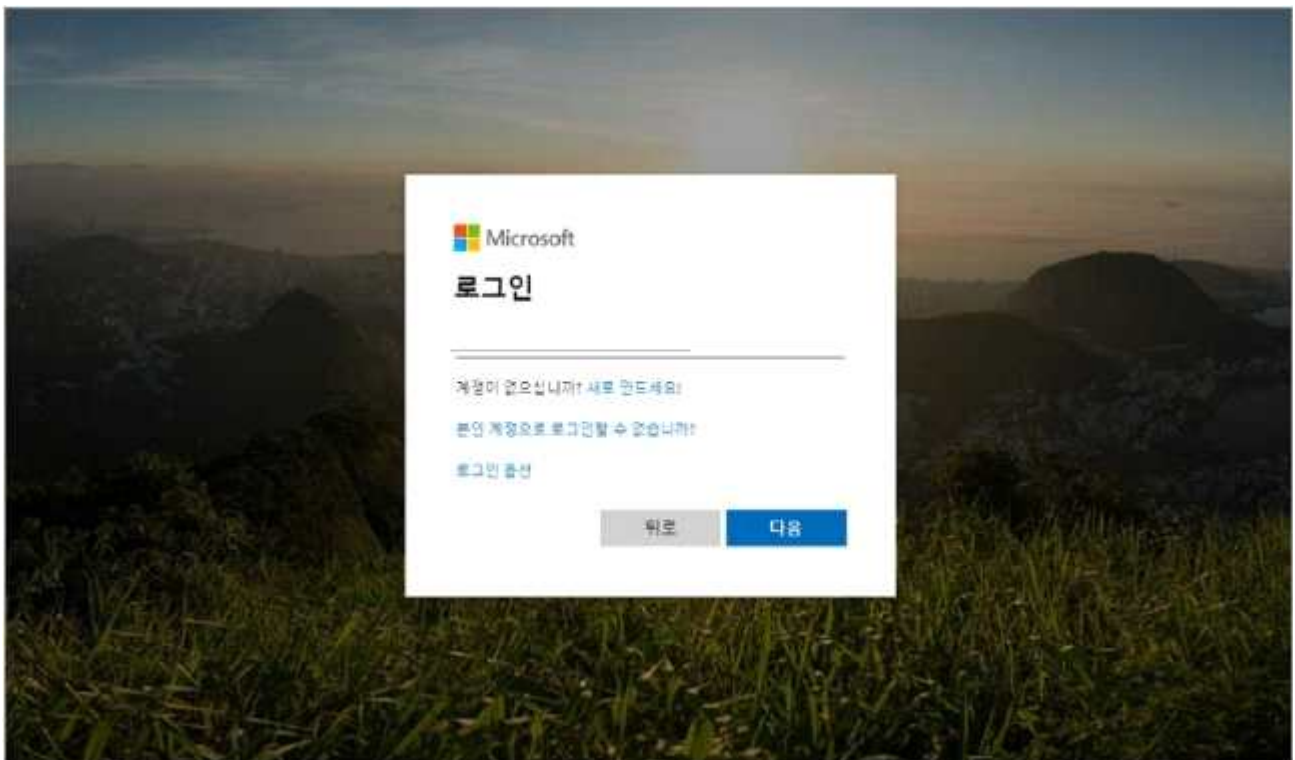 Microsoft
로그인
계정이 없으십니까? 새로 만드세요!
본인 계정으로 로그인할 수 없습니까?
로그인 옵션
뒤로 다음